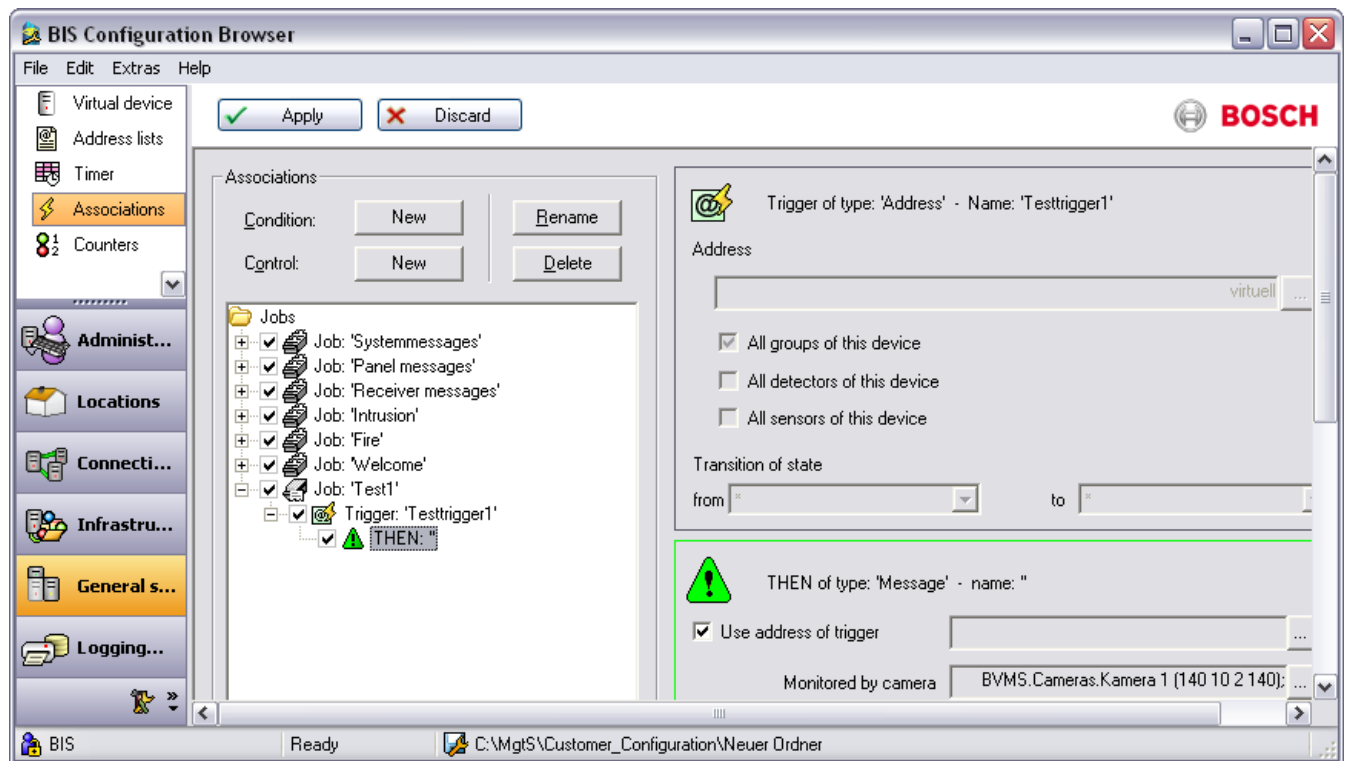 BIS Configuration Browser
File Edit Extras Help
Virtual device
Address lists
Timer
Associations
Counters
Administ...
Locations
Connecti...
Infrastru...
General s...
Logging...
Apply
Discard
BOSCH
Associations
Condition: New Rename
Control: New Delete
Jobs
Job: 'Systemmessages'
Job: 'Panel messages'
Job: 'Receiver messages'
Job: 'Intrusion'
Job: 'Fire'
Job: 'Welcome'
Job: 'Test1'
Trigger: 'Testtrigger1'
THEN: ''
Trigger of type: 'Address' - Name: 'Testtrigger1'
Address
virtuell ...
All groups of this device
All detectors of this device
All sensors of this device
Transition of state
from * to *
THEN of type: 'Message' - name: ''
Use address of trigger ...
Monitored by camera BVMS.Cameras.Kamera 1 (140 10 2 140); ...
BIS Ready C:\MgtS\Customer_Configuration\Neuer Ordner